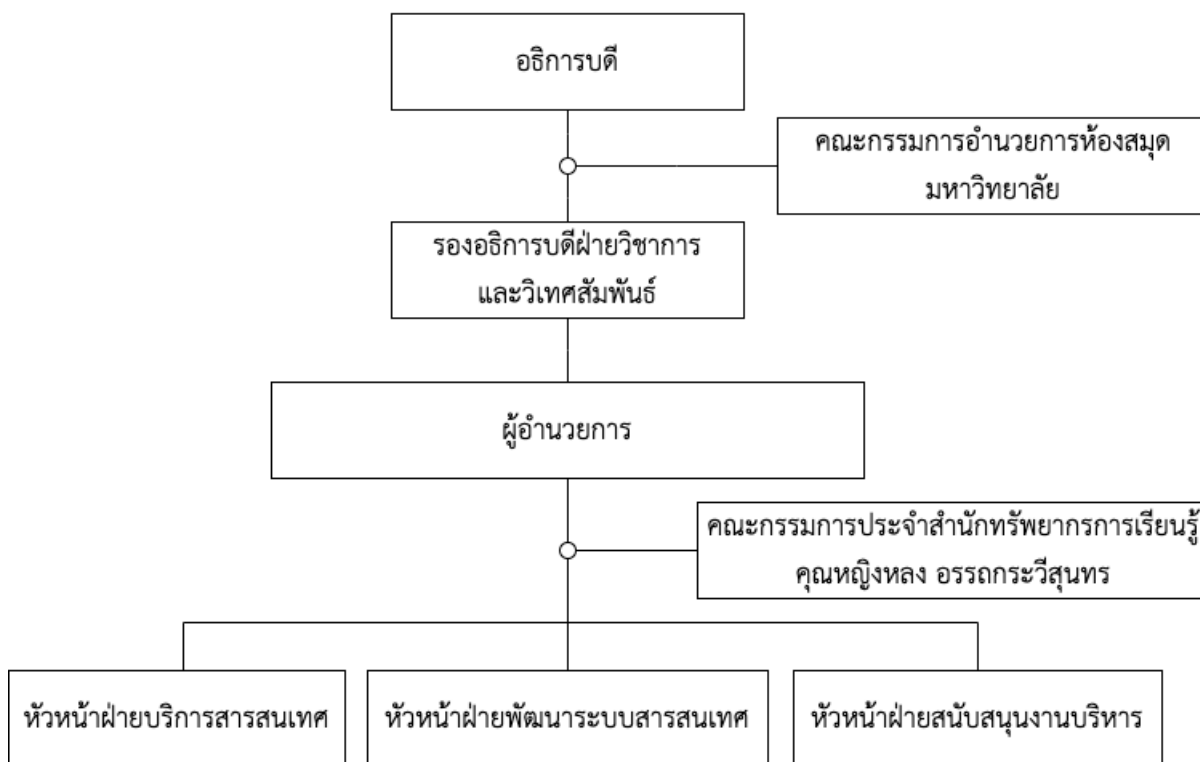 อธิการบดี
คณะกรรมการอำนวยการห้องสมุด
มหาวิทยาลัย
รองอธิการบดีฝ่ายวิชาการ
และวิเทศสัมพันธ์
ผู้อำนวยการ
คณะกรรมการประจำสำนักทรัพยากรการเรียนรู้
คุณหญิงหลง อรรถกระวีสุนทร
หัวหน้าฝ่ายบริการสารสนเทศ
หัวหน้าฝ่ายพัฒนาระบบสารสนเทศ
หัวหน้าฝ่ายสนับสนุนงานบริหาร